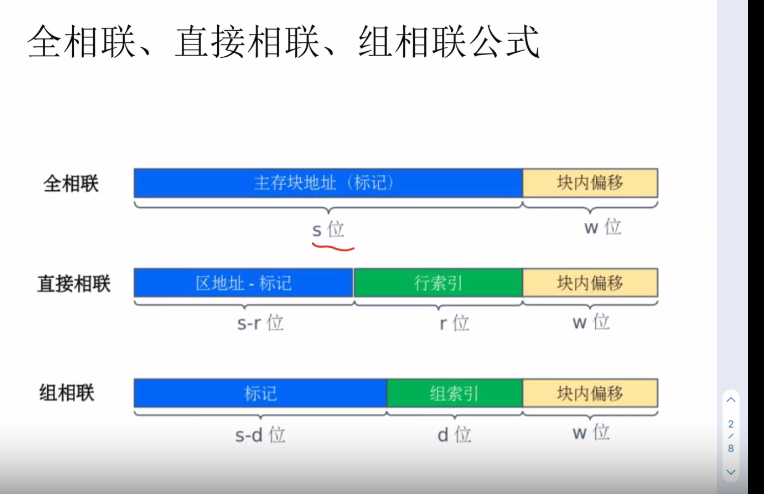 全相联、直接相联、组相联公式
全相联 主存块地址（标记） 块内偏移
s 位 w 位
直接相联 区地址 - 标记 行索引 块内偏移
s-r 位 r 位 w 位
组相联 标记 组索引 块内偏移
s-d 位 d 位 w 位
2
/
8